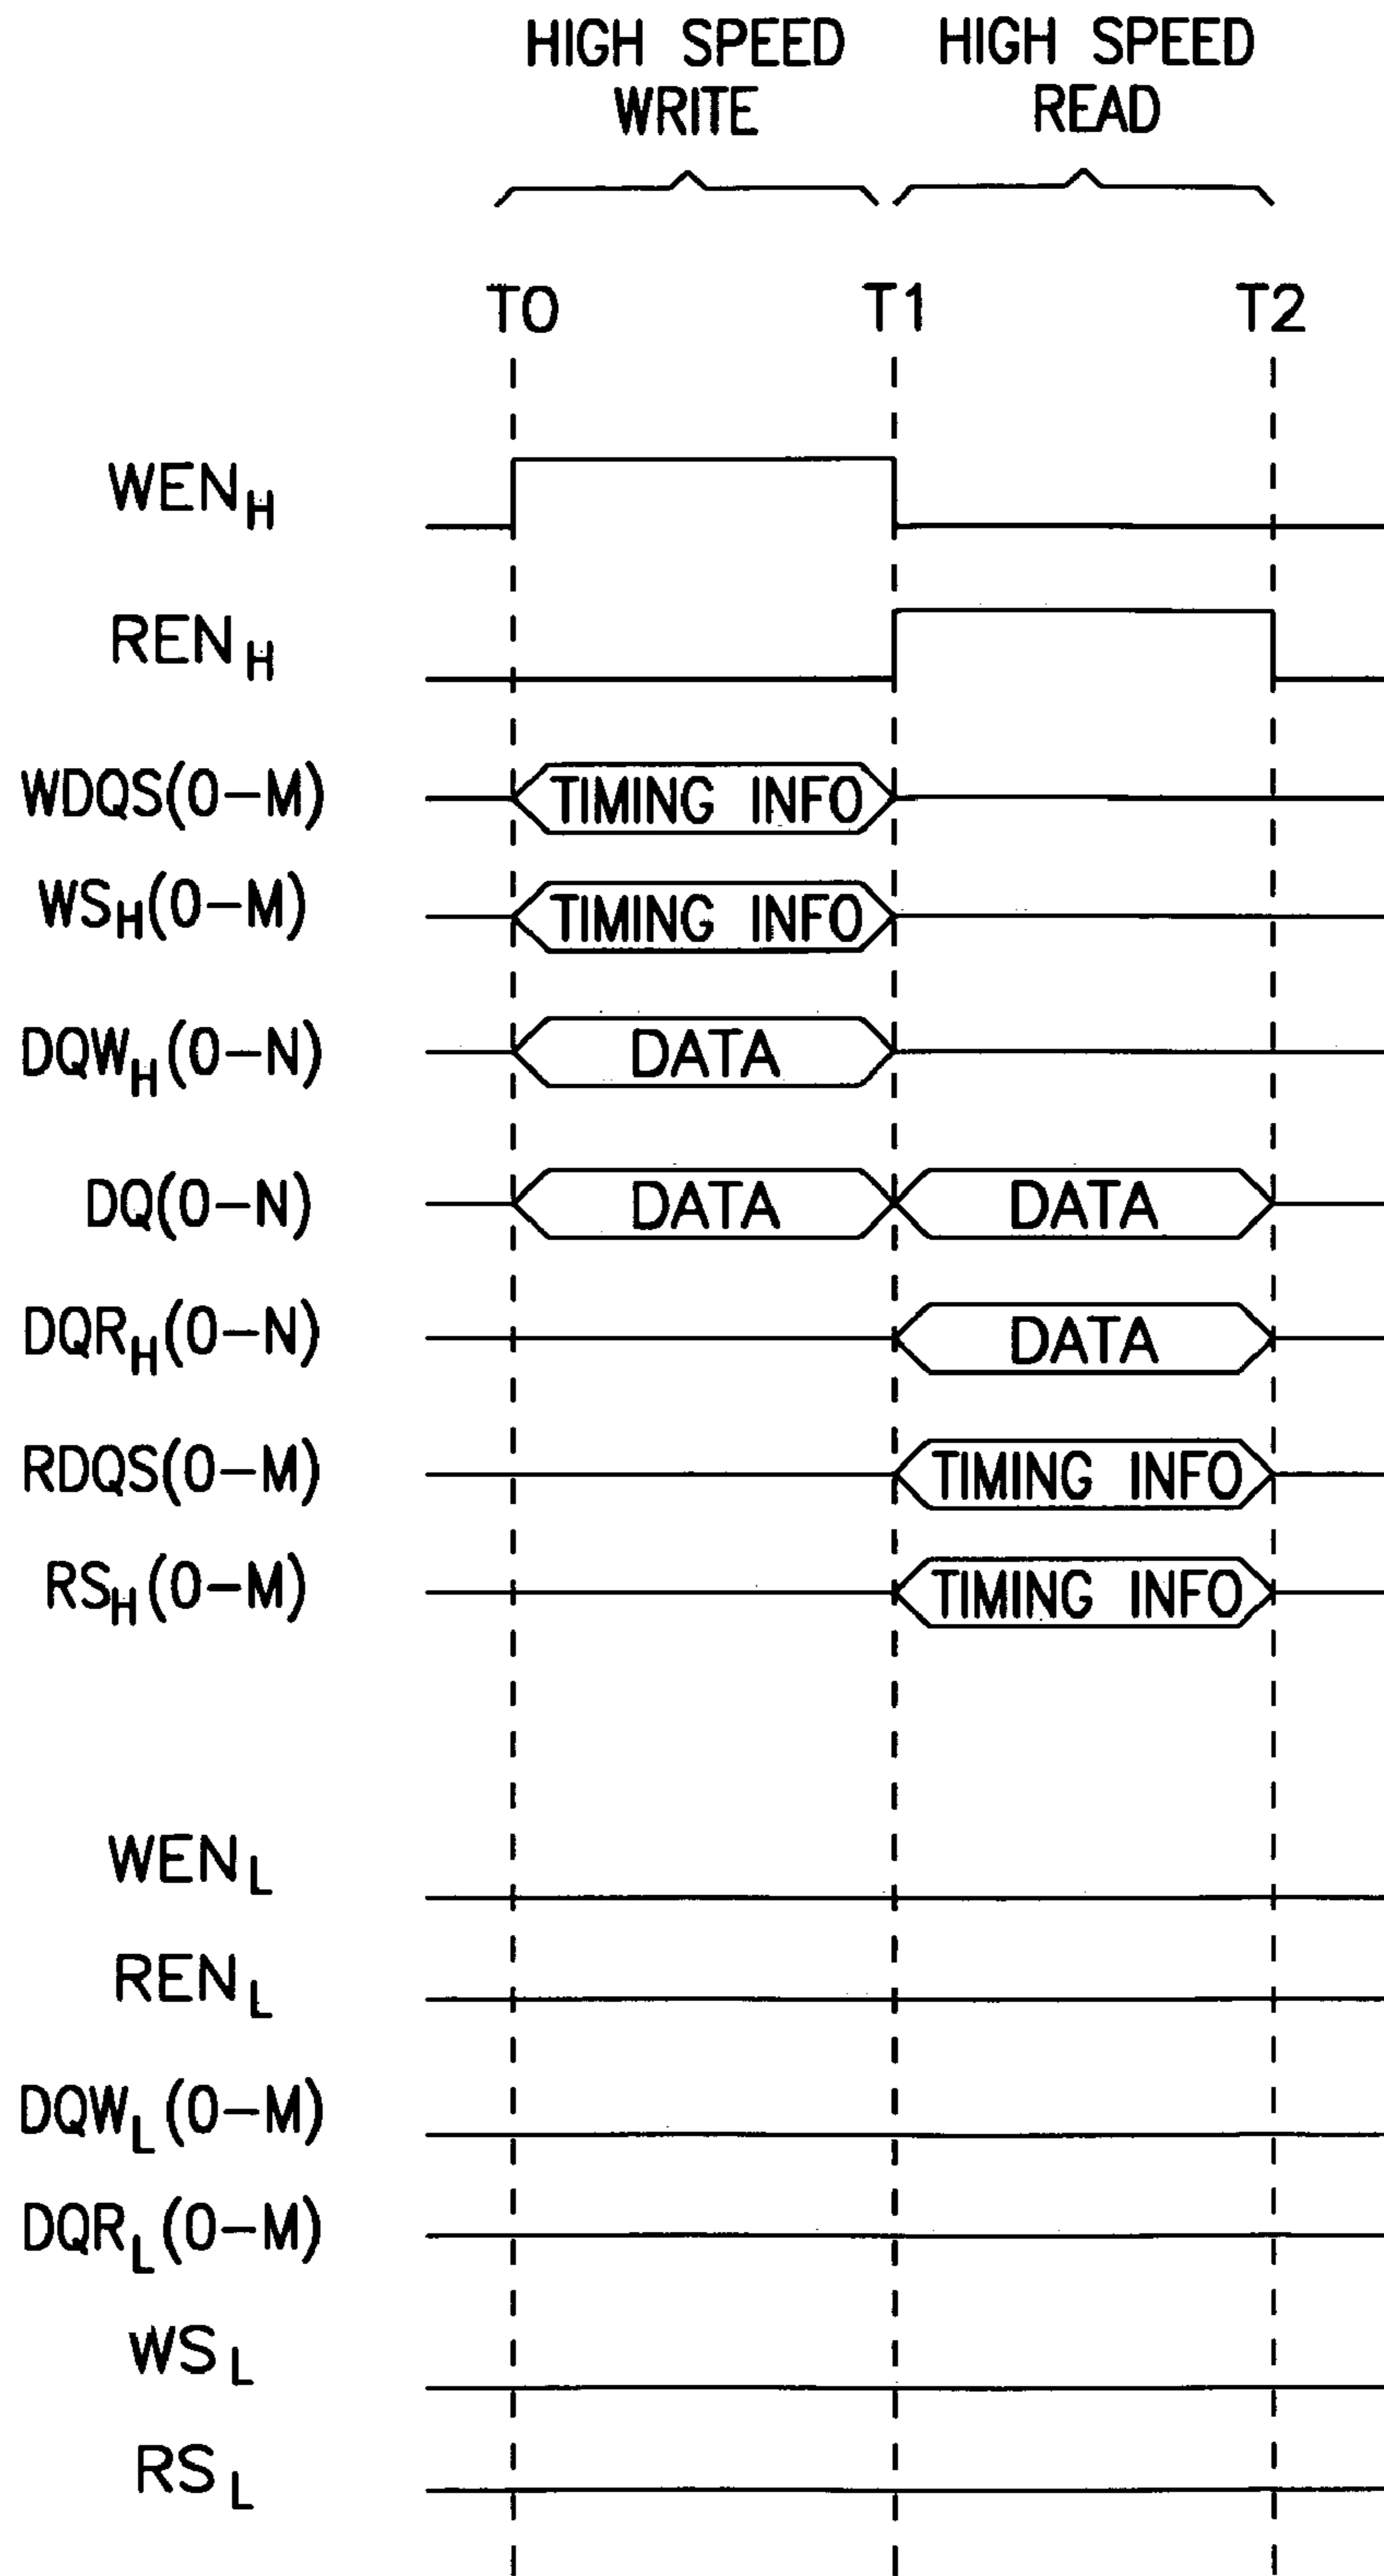 HIGH SPEED WRITE
HIGH SPEED READ
T0 T1 T2
WEN_H
REN_H
WDQS(0-M) TIMING INFO
WS_H(0-M) TIMING INFO
DQW_H(0-N) DATA
DQ(0-N) DATA DATA
DQR_H(0-N) DATA
RDQS(0-M) TIMING INFO
RS_H(0-M) TIMING INFO
WEN_L
REN_L
DQW_L(0-M)
DQR_L(0-M)
WS_L
RS_L